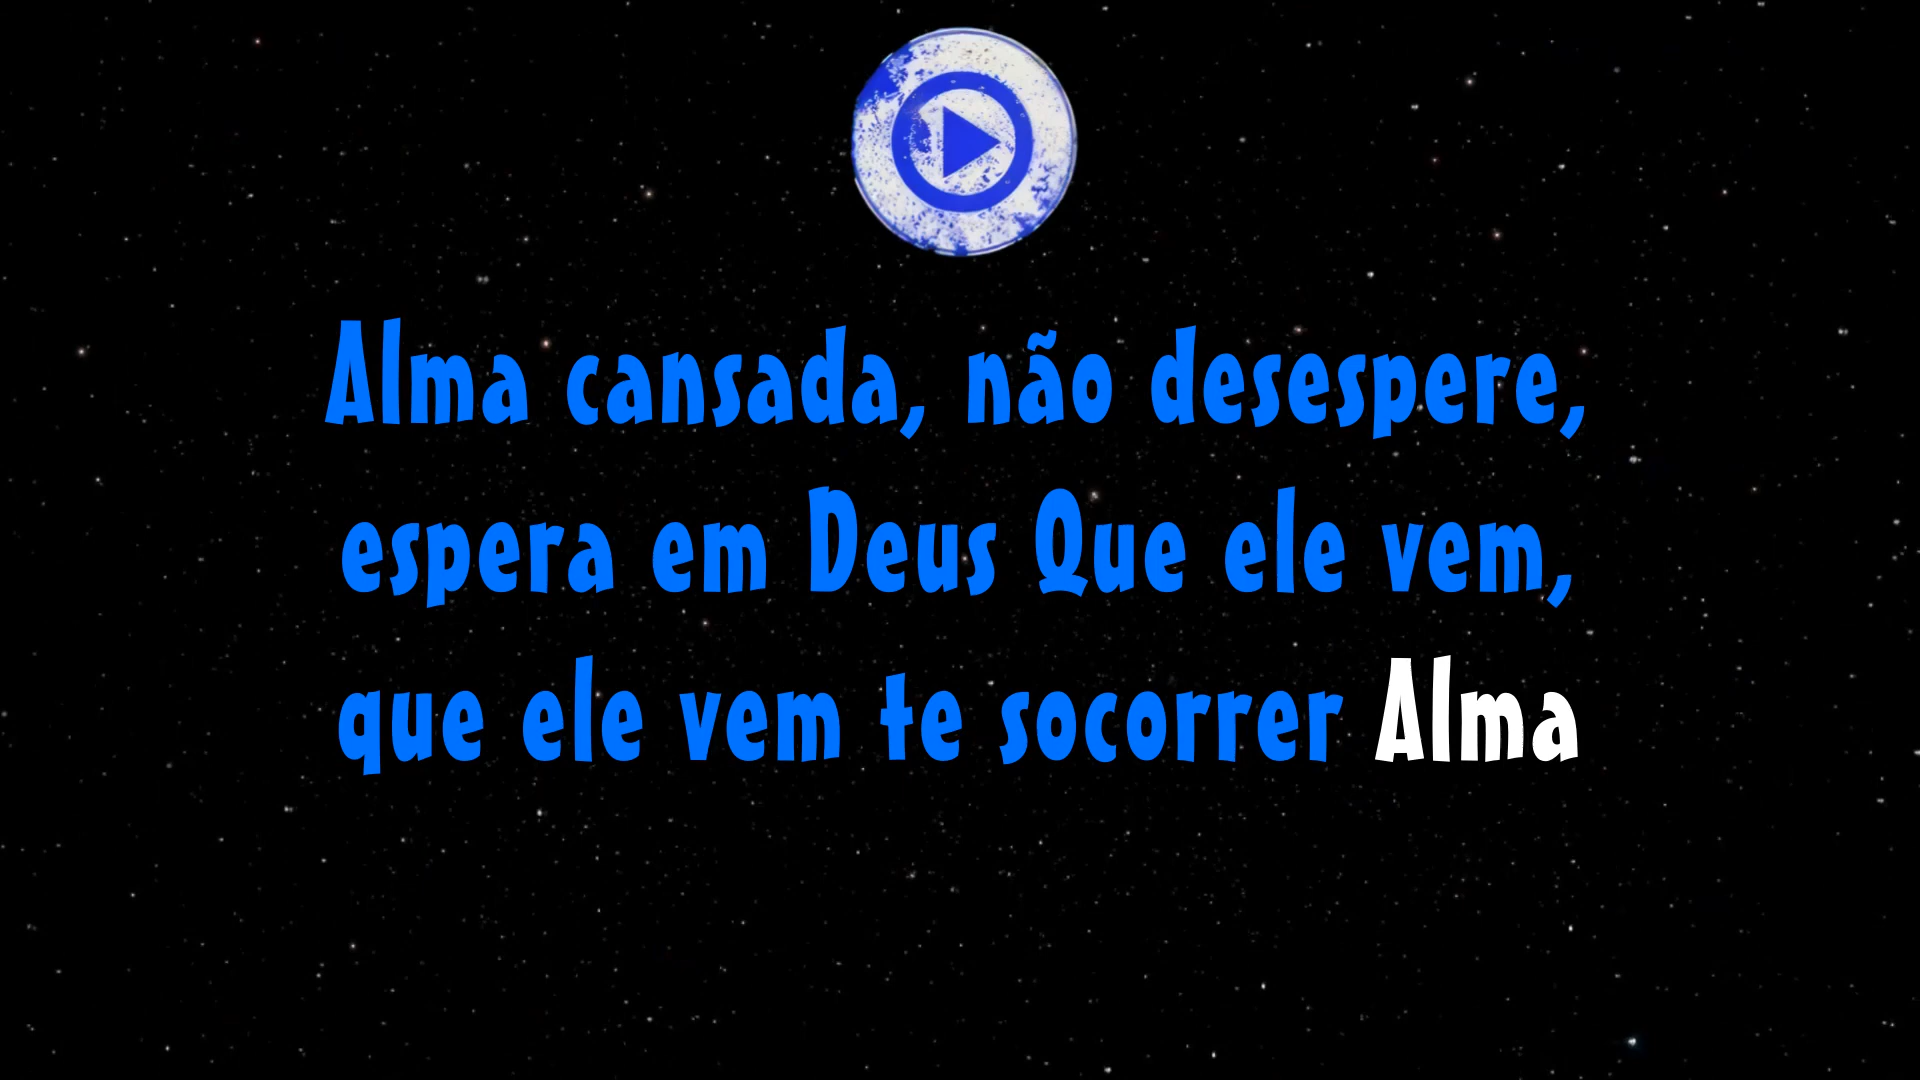 Alma cansada, não desespere,
espera em Deus Que ele vem,
que ele vem te socorrer Alma